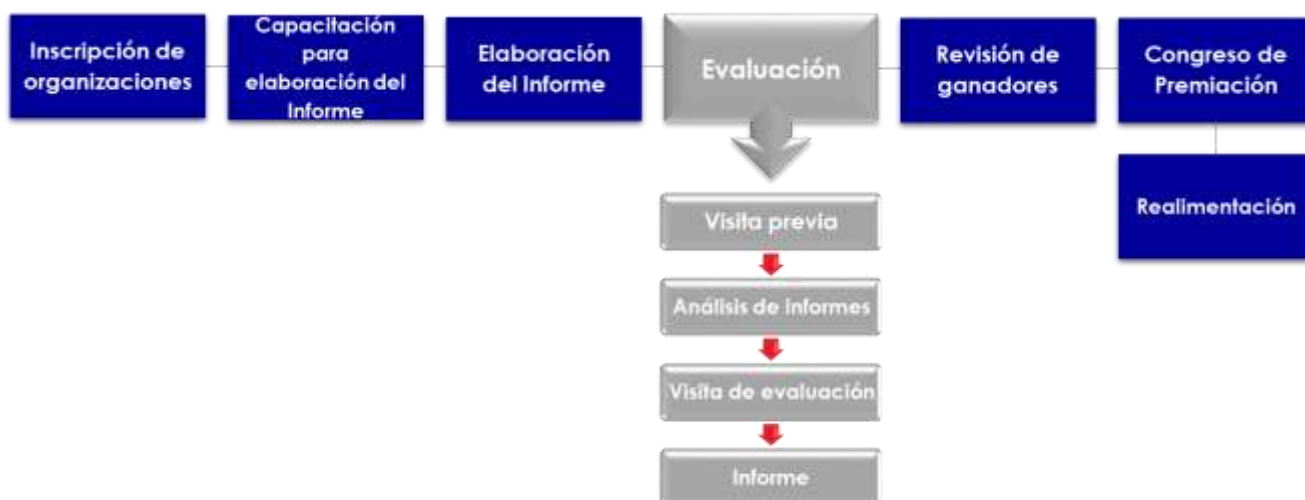 Inscripción de
organizaciones
Capacitación
para
elaboración del
Informe
Elaboración
del Informe
Evaluación
Revisión de
ganadores
Congreso de
Premiación
Realimentación
Visita previa
Análisis de informes
Visita de evaluación
Informe